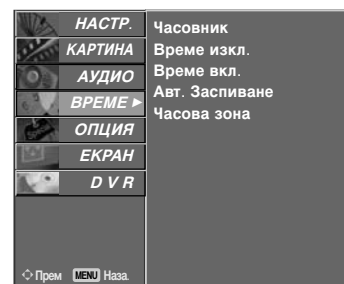 НАСТР.
КАРТИНА
АУДИО
ВРЕМЕ ►
ОПЦИЯ
ЕКРАН
D V R
Часовник
Време изкл.
Време вкл.
Авт. Заспиване
Часова зона
Прем MENU Наза.